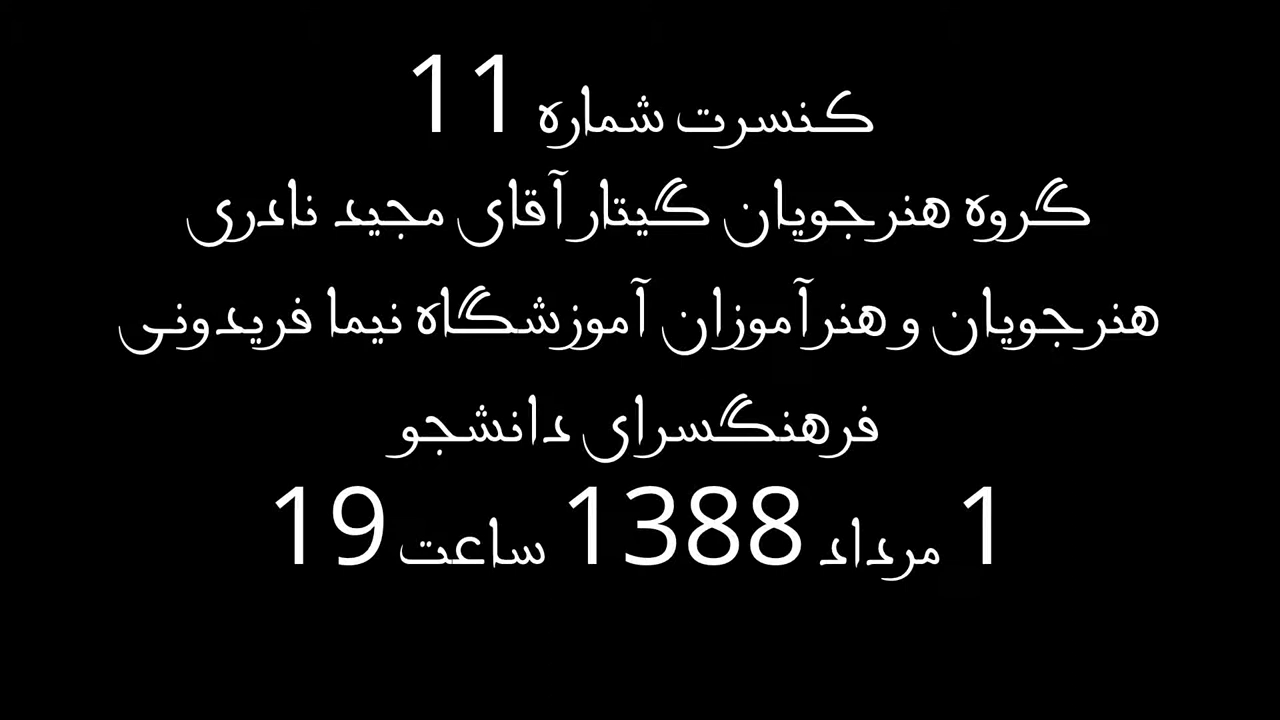 کنسرت شماره 11
گروه هنرجویان گیتار آقای مجید نادری
هنرجویان و هنرآموزان آموزشگاه نیما فریدونی
فرهنگسرای دانشجو
1 مرداد 1388 ساعت 19